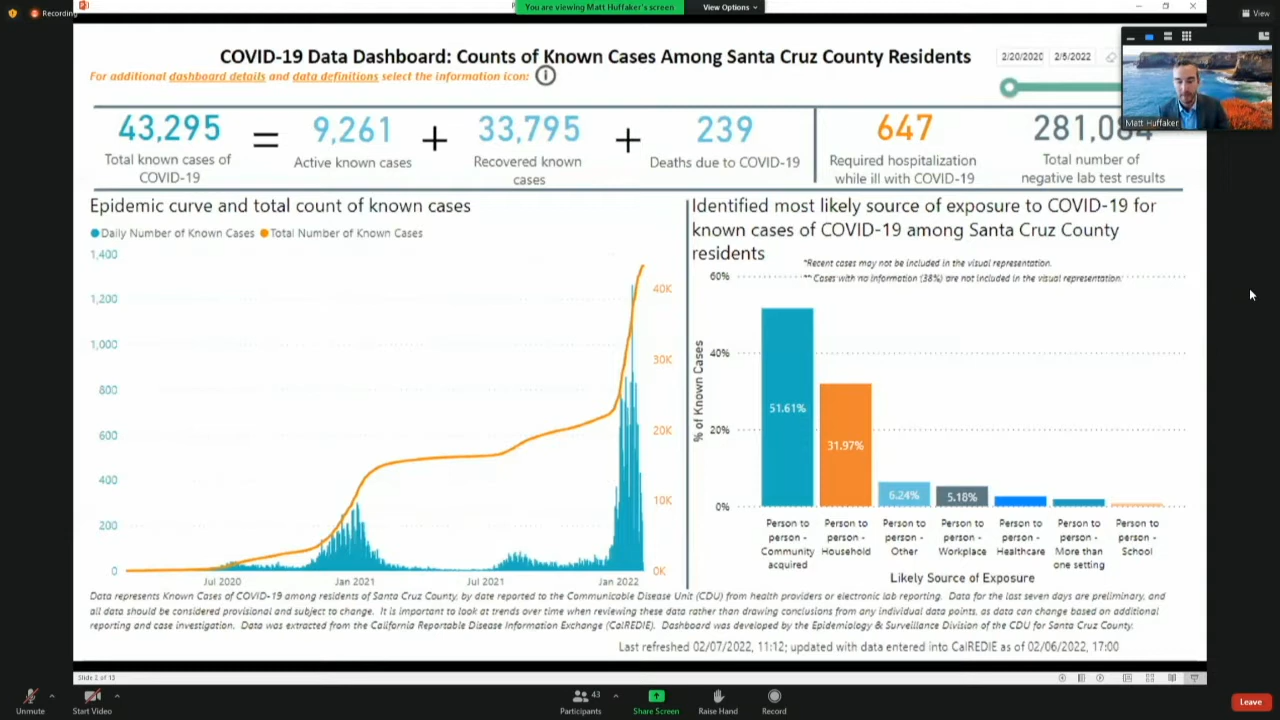 Recording
You are viewing Matt Huffaker's screen
View Options
View
COVID-19 Data Dashboard: Counts of Known Cases Among Santa Cruz County Residents
2/20/2020
2/5/2022
For additional dashboard details and data definitions select the information icon:
Matt Huffaker
43,295
=
9,261
+
33,795
+
239
647
Total known cases of
COVID-19
Active known cases
Recovered known
cases
Deaths due to COVID-19
Required hospitalization
while ill with COVID-19
Total number of
negative lab test results
Epidemic curve and total count of known cases
Daily Number of Known Cases
Total Number of Known Cases
1,400
1,200
1,000
800
600
400
200
0
40K
30K
20K
10K
0K
Jul 2020
Jan 2021
Jul 2021
Jan 2022
Identified most likely source of exposure to COVID-19 for
known cases of COVID-19 among Santa Cruz County
residents
*Recent cases may not be included in the visual representation.
** Cases with no information (38%) are not included in the visual representation.
60%
40%
20%
0%
% of Known Cases
51.61%
31.97%
6.24%
5.18%
Person to
person -
Community
acquired
Person to
person -
Household
Person to
person -
Other
Person to
person -
Workplace
Person to
person -
Healthcare
Person to
person -
More than
one setting
Person to
person -
School
Likely Source of Exposure
Data represents Known Cases of COVID-19 among residents of Santa Cruz County, by date reported to the Communicable Disease Unit (CDU) from health providers or electronic lab reporting. Data for the last seven days are preliminary, and
all data should be considered provisional and subject to change. It is important to look at trends over time when reviewing these data rather than drawing conclusions from any individual data points, as data can change based on additional
reporting and case investigation. Data was extracted from the California Reportable Disease Information Exchange (CalREDIE). Dashboard was developed by the Epidemiology & Surveillance Division of the CDU for Santa Cruz County.
Last refreshed 02/07/2022, 11:12; updated with data entered into CalREDIE as of 02/06/2022, 17:00
Slide 2 of 13
Unmute
Start Video
43
Participants
Share Screen
Raise Hand
Record
Leave